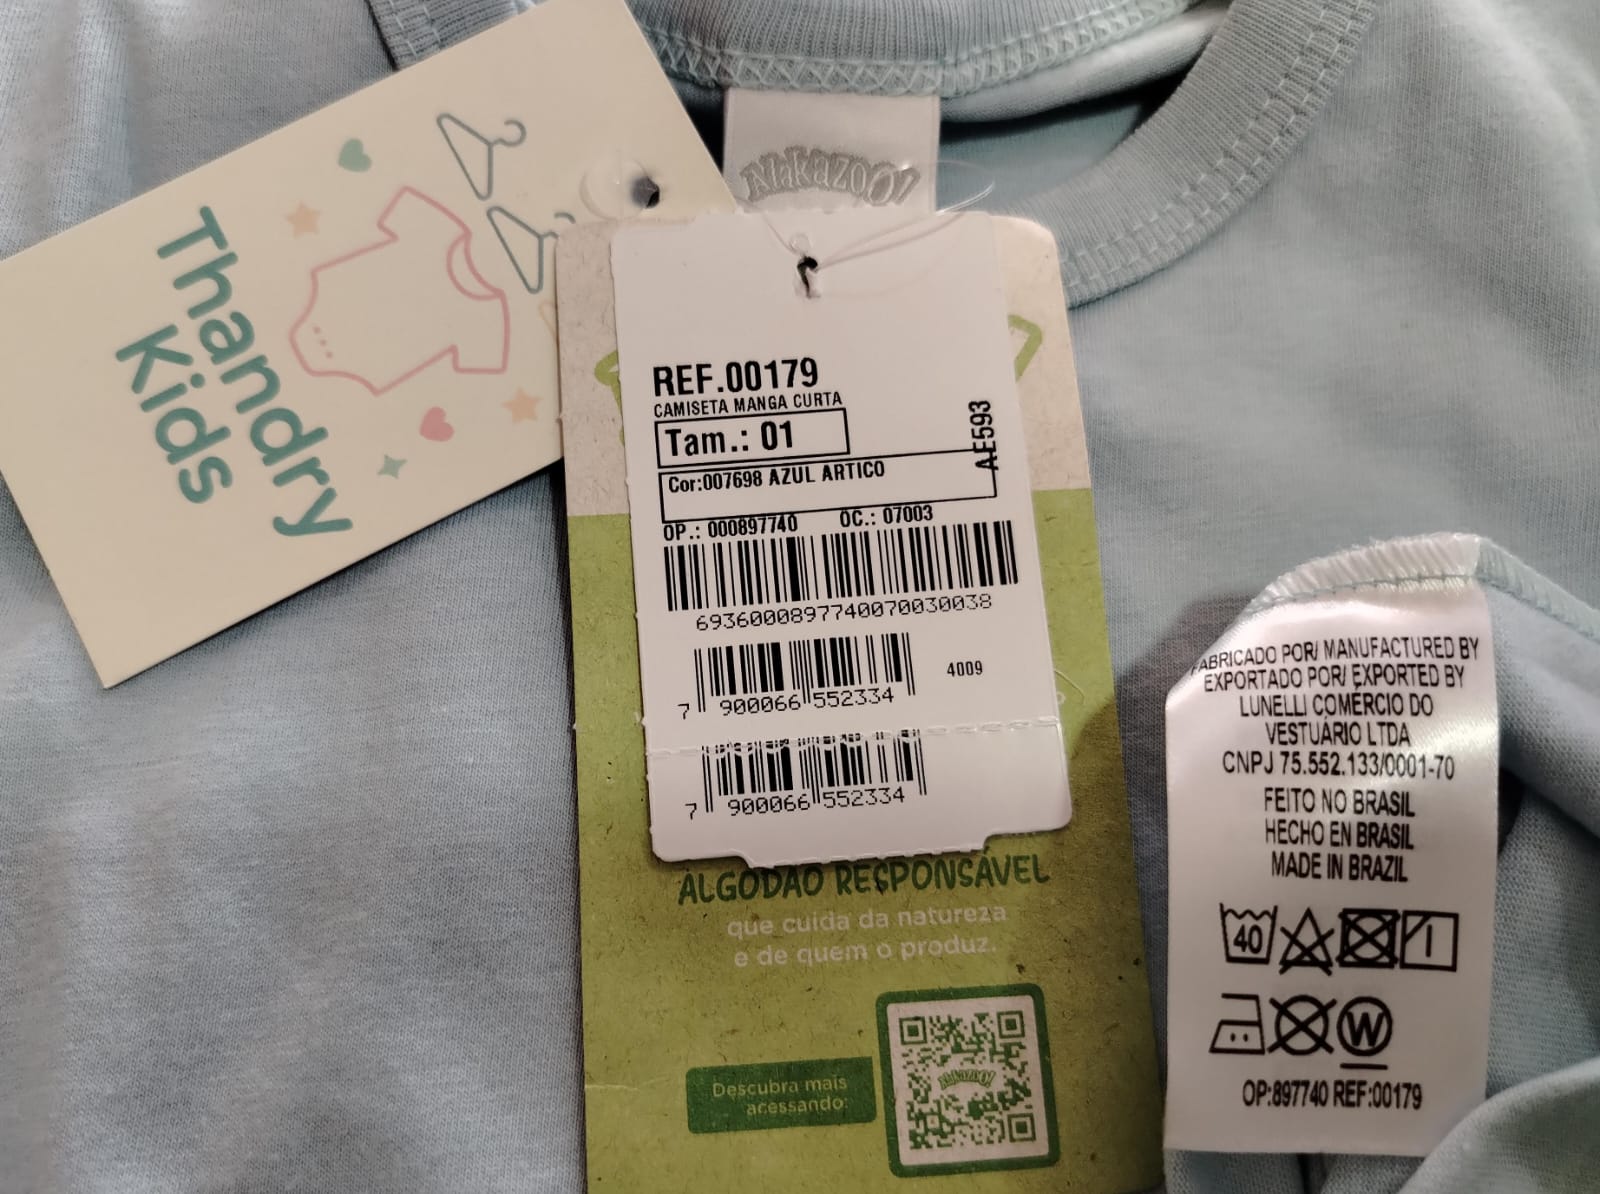 Thandry
Kids
Alakazoo!
REF.00179
CAMISETA MANGA CURTA
Tam.: 01
AE593
Cor:007698 AZUL ARTICO
OP.: 000897740 OC.: 07003
6936000897740070030038
7 900066 552334
4009
7 900066 552334
ALGODÃO RESPONSÁVEL
que cuida da natureza
e de quem o produz.
Descubra mais
acessando:
Alakazoo!
FABRICADO POR/ MANUFACTURED BY
EXPORTADO POR/ EXPORTED BY
LUNELLI COMÉRCIO DO
VESTUÁRIO LTDA
CNPJ 75.552.133/0001-70
FEITO NO BRASIL
HECHO EN BRASIL
MADE IN BRAZIL
40
W
OP:897740 REF:00179